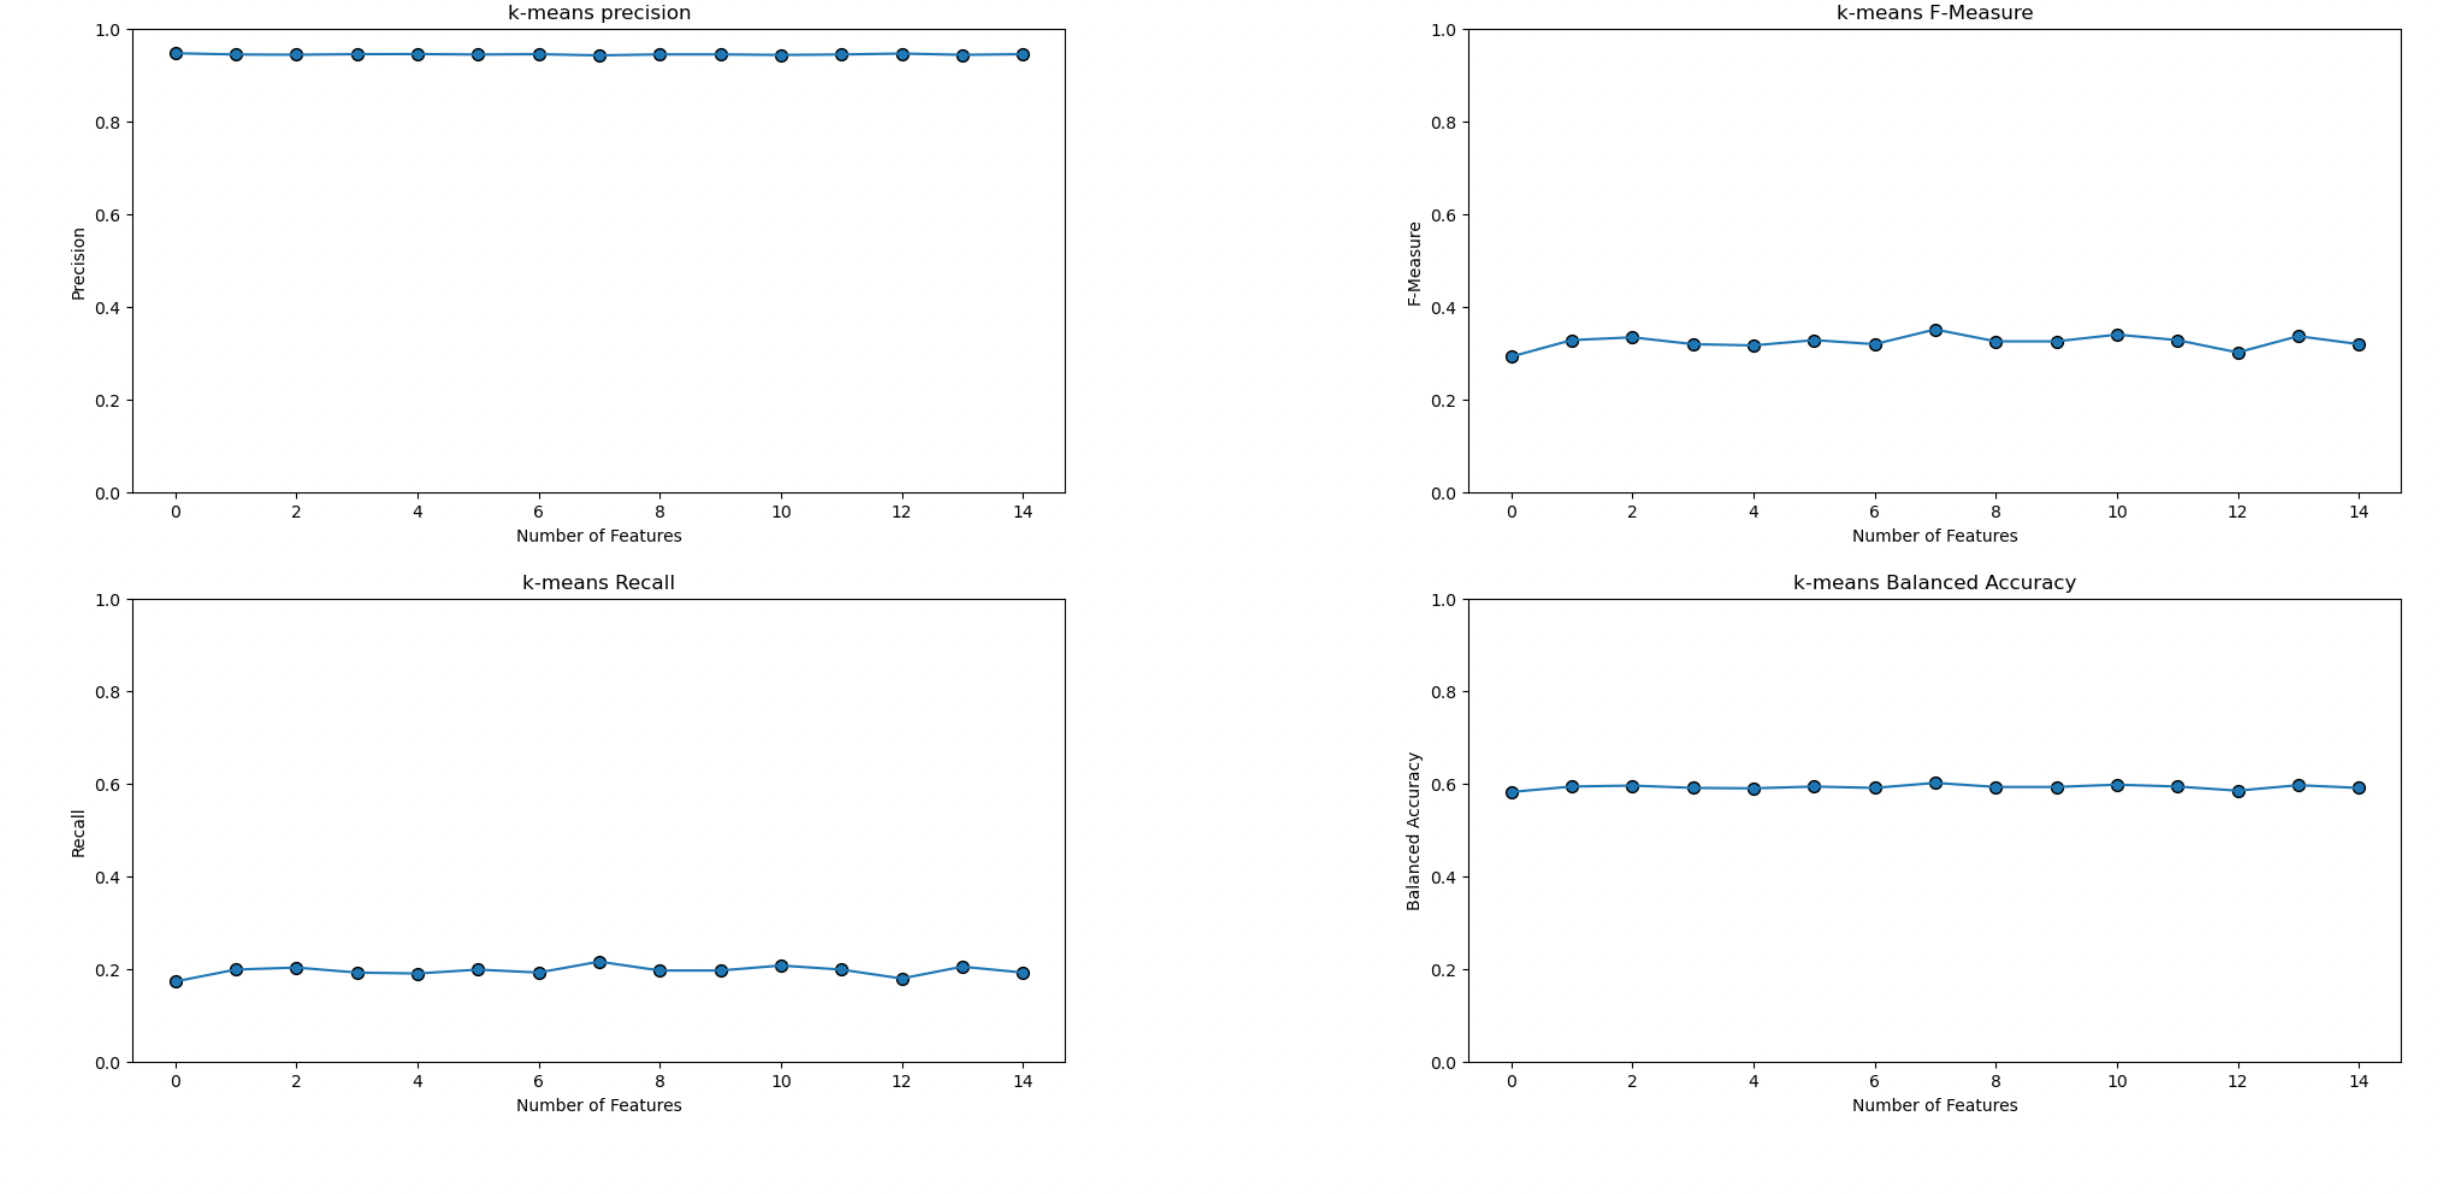 k-means precision
1.0
0.8
0.6
0.4
0.2
0.0
Precision
0 2 4 6 8 10 12 14
Number of Features
k-means F-Measure
1.0
0.8
0.6
0.4
0.2
0.0
F-Measure
0 2 4 6 8 10 12 14
Number of Features
k-means Recall
1.0
0.8
0.6
0.4
0.2
0.0
Recall
0 2 4 6 8 10 12 14
Number of Features
k-means Balanced Accuracy
1.0
0.8
0.6
0.4
0.2
0.0
Balanced Accuracy
0 2 4 6 8 10 12 14
Number of Features